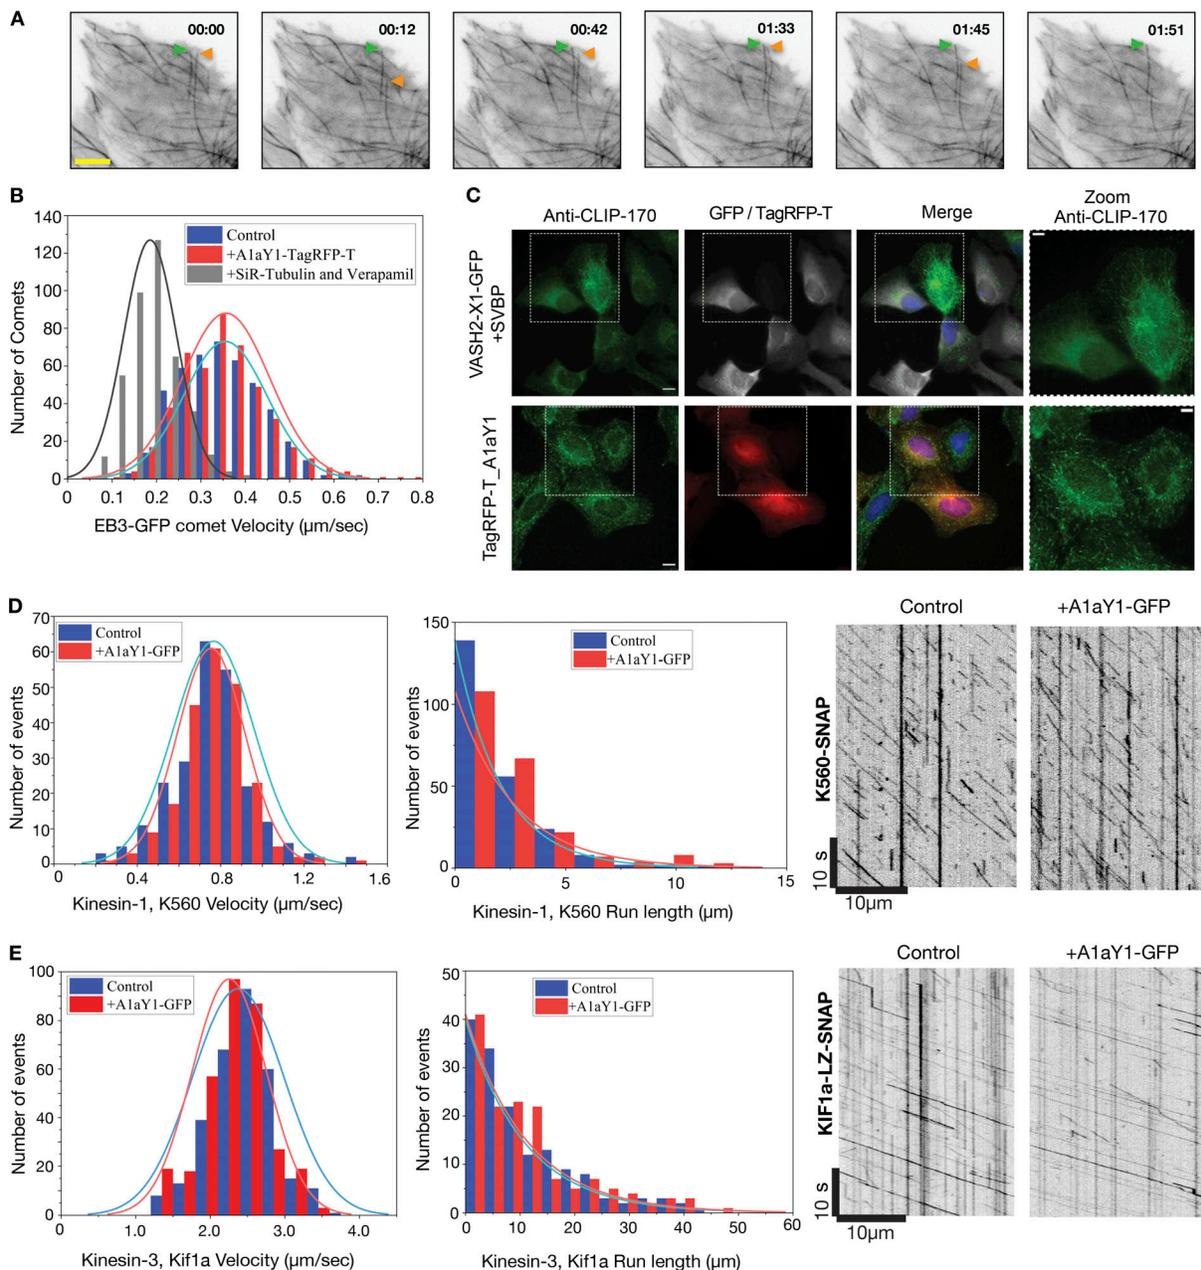 A
00:00
00:12
00:42
01:33
01:45
01:51
B
140
120
100
80
60
40
20
0
Number of Comets
Control
+A1aY1-TagRFP-T
+SiR-Tubulin and Verapamil
0
0.1
0.2
0.3
0.4
0.5
0.6
0.7
0.8
EB3-GFP comet Velocity (µm/sec)
C
Anti-CLIP-170
GFP / TagRFP-T
Merge
Zoom
Anti-CLIP-170
VASH2-X1-GFP
+SVBP
TagRFP-T_A1aY1
D
70
60
50
40
30
20
10
0
Number of events
Control
+A1aY1-GFP
0
0.4
0.8
1.2
1.6
Kinesin-1, K560 Velocity (µm/sec)
150
100
50
0
Number of events
Control
+A1aY1-GFP
0
5
10
15
Kinesin-1, K560 Run length (µm)
Control
+A1aY1-GFP
K560-SNAP
10 s
10µm
E
100
80
60
40
20
0
Number of events
Control
+A1aY1-GFP
0
1.0
2.0
3.0
4.0
Kinesin-3, Kif1a Velocity (µm/sec)
50
40
30
20
10
0
Number of events
Control
+A1aY1-GFP
0
10
20
30
40
50
60
Kinesin-3, Kif1a Run length (µm)
Control
+A1aY1-GFP
KIF1a-LZ-SNAP
10 s
10µm